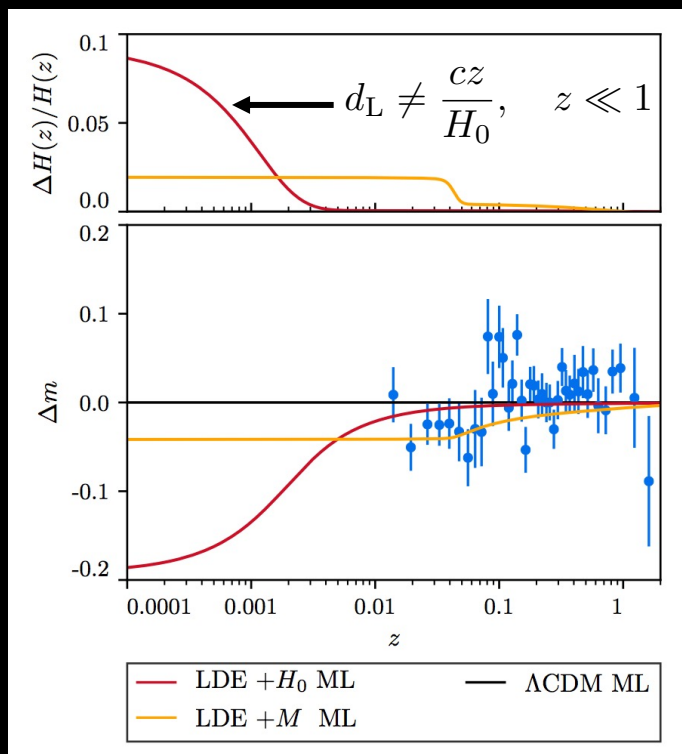 0.1
0.05
0.0
ΔH(z)/H(z)
d_L ≠ cz/H_0, z ≪ 1
0.2
0.1
0.0
-0.1
-0.2
Δm
0.0001 0.001 0.01 0.1 1
z
LDE +H_0 ML ΛCDM ML
LDE +M ML